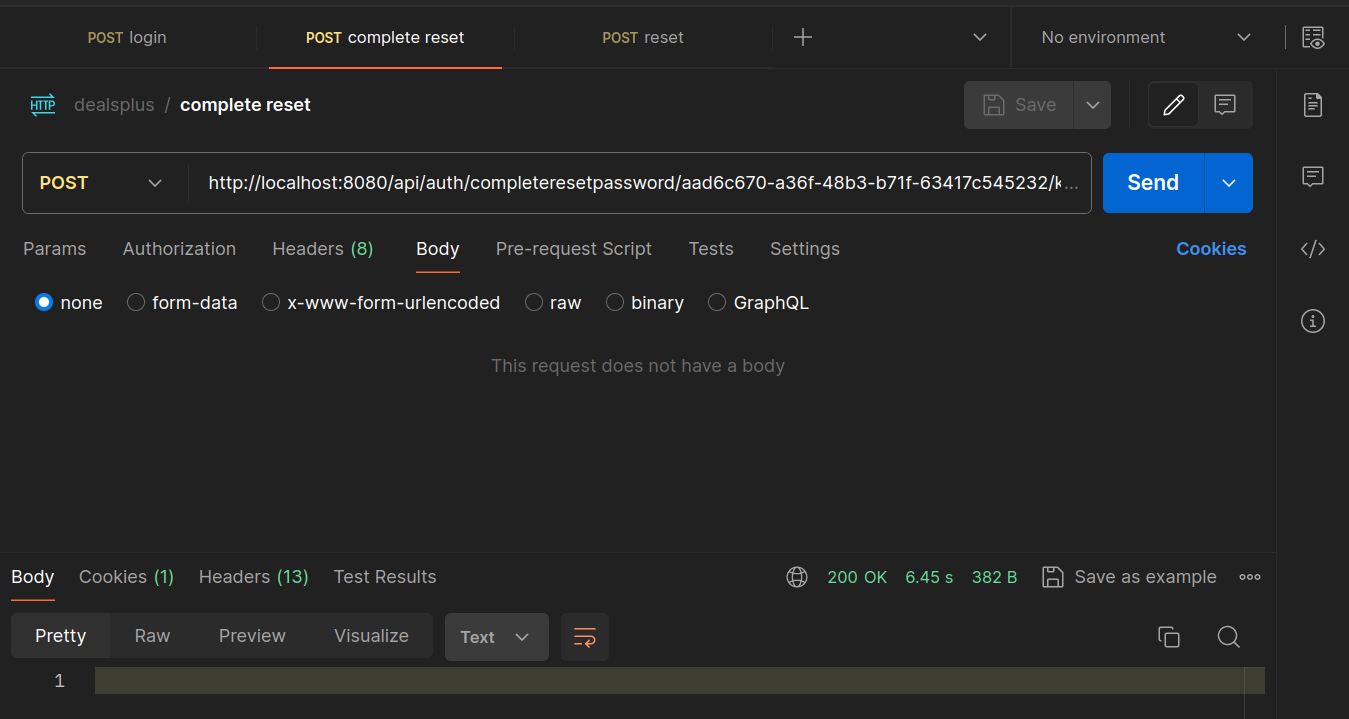 POST login POST complete reset POST reset No environment
HTTP dealsplus / complete reset Save
POST http://localhost:8080/api/auth/completeresetpassword/aad6c670-a36f-48b3-b71f-63417c545232/k... Send
Params Authorization Headers (8) Body Pre-request Script Tests Settings Cookies
none form-data x-www-form-urlencoded raw binary GraphQL
This request does not have a body
Body Cookies (1) Headers (13) Test Results 200 OK 6.45 s 382 B Save as example
Pretty Raw Preview Visualize Text
1